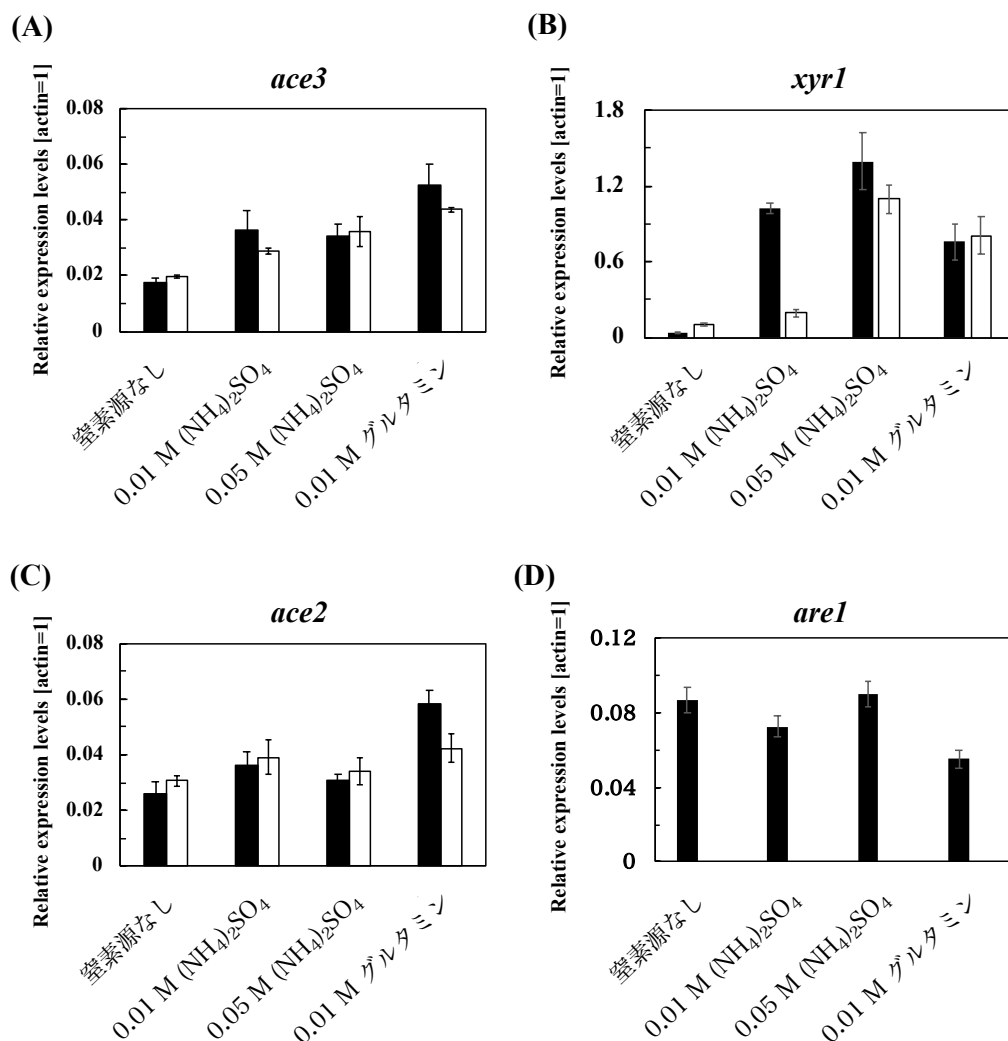 (A)
ace3
Relative expression levels [actin=1]
0.08
0.06
0.04
0.02
0
窒素源なし
0.01 M (NH4)2SO4
0.05 M (NH4)2SO4
0.01 M グルタミン
(B)
xyr1
Relative expression levels [actin=1]
1.8
1.2
0.6
0
窒素源なし
0.01 M (NH4)2SO4
0.05 M (NH4)2SO4
0.01 M グルタミン
(C)
ace2
Relative expression levels [actin=1]
0.08
0.06
0.04
0.02
0
窒素源なし
0.01 M (NH4)2SO4
0.05 M (NH4)2SO4
0.01 M グルタミン
(D)
are1
Relative expression levels [actin=1]
0.12
0.08
0.04
0
窒素源なし
0.01 M (NH4)2SO4
0.05 M (NH4)2SO4
0.01 M グルタミン